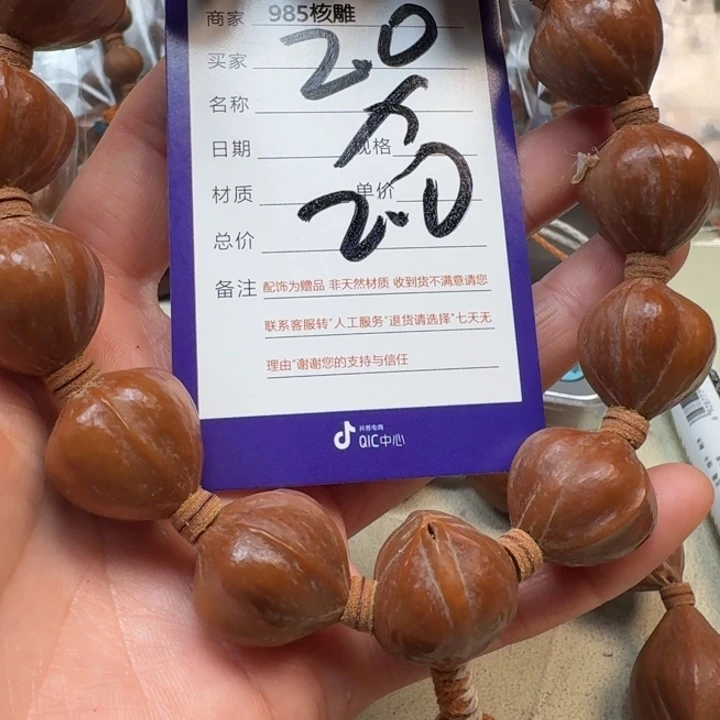 商家 985核雕
买家
名称
日期 规格
材质 单价
总价
2.0
×
2.0
备注 配饰为赠品 非天然材质 收到货不满意请您
联系客服转"人工服务"退货请选择"七天无
理由"谢谢您的支持与信任
抖音电商
QIC中心